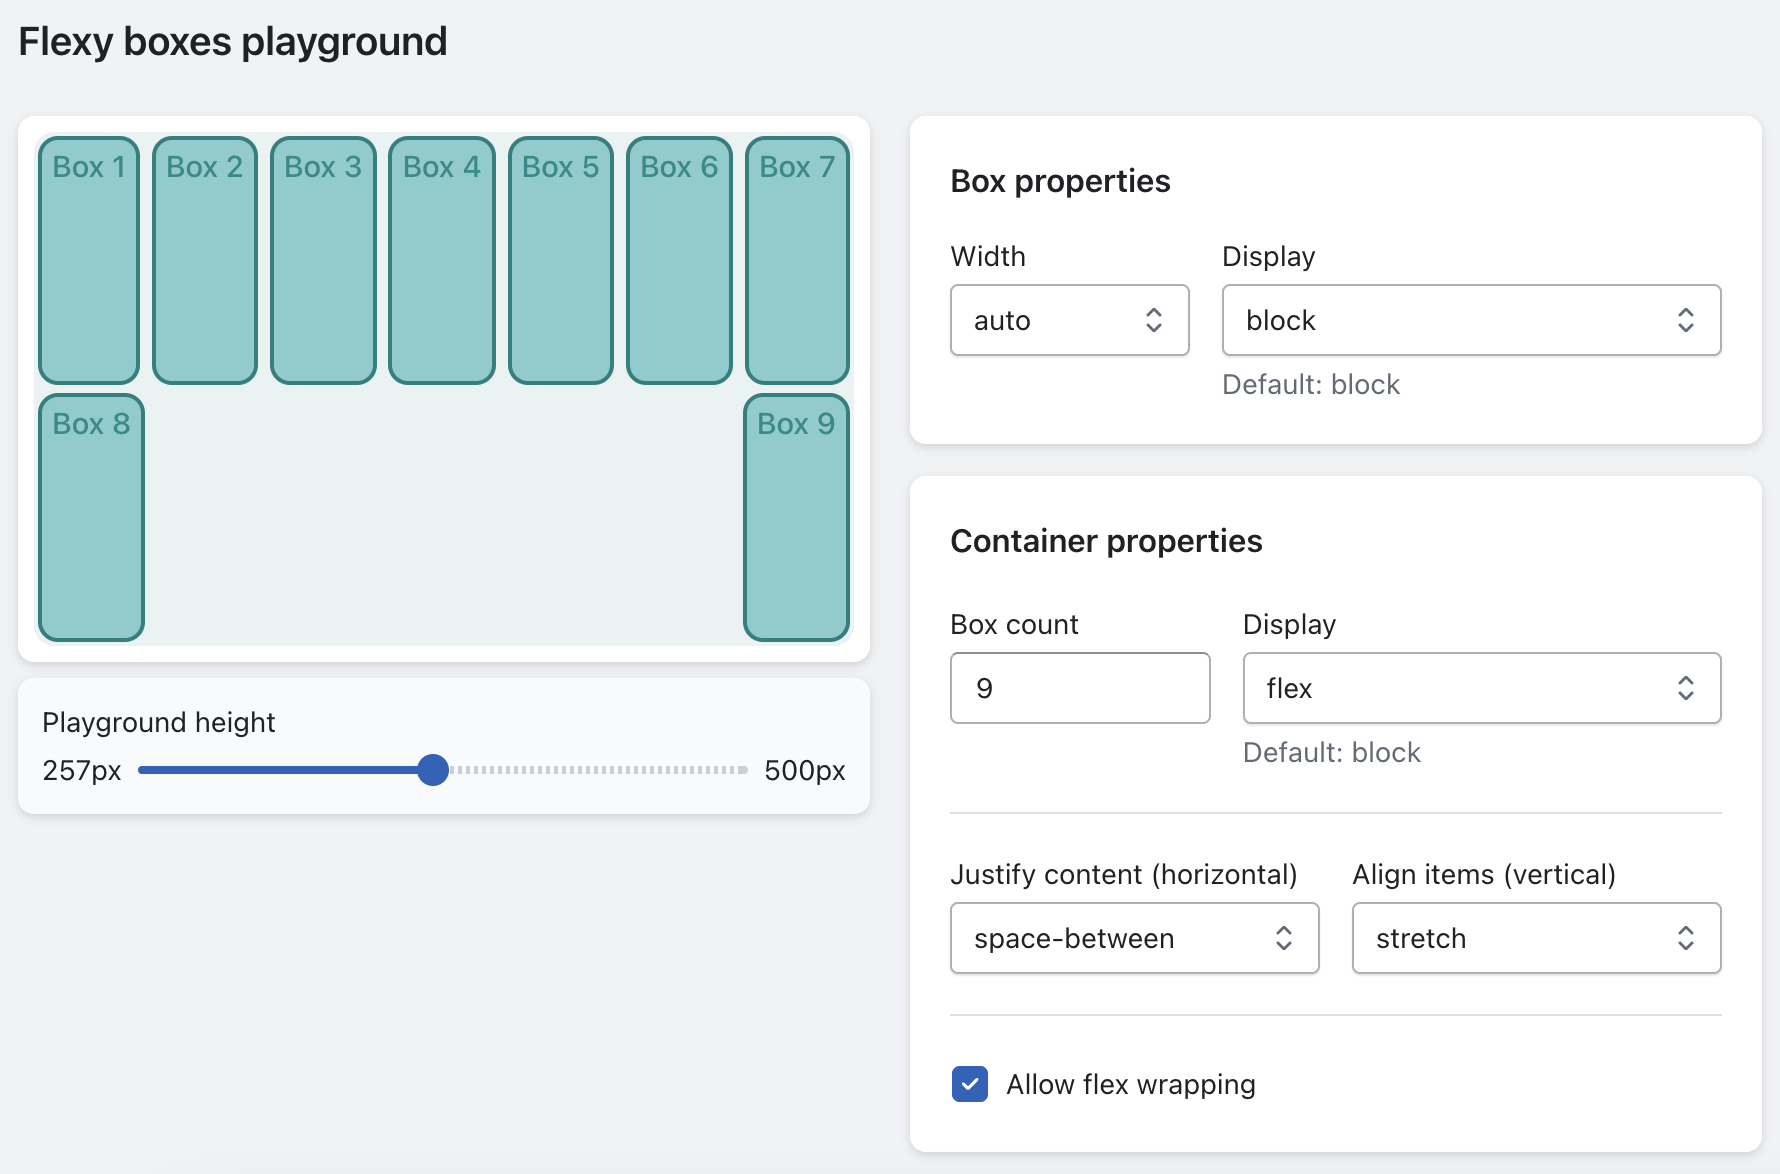 Flexy boxes playground
Box 1 Box 2 Box 3 Box 4 Box 5 Box 6 Box 7
Box 8 Box 9
Playground height
257px 500px
Box properties
Width Display
auto block
Default: block
Container properties
Box count Display
9 flex
Default: block
Justify content (horizontal) Align items (vertical)
space-between stretch
Allow flex wrapping